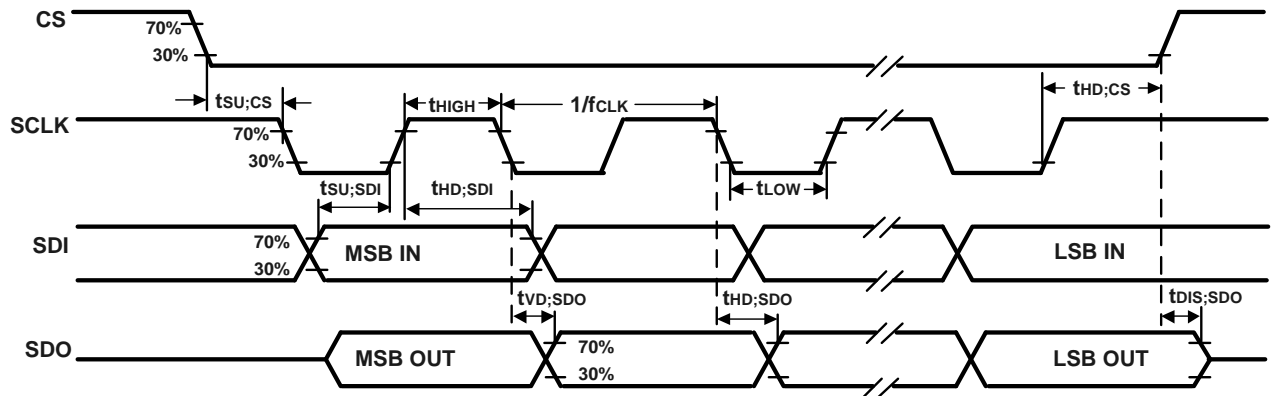 CS
70%
30%
tSU;CS
tHIGH
1/fCLK
tHD;CS
SCLK
70%
30%
tSU;SDI
tHD;SDI
tLOW
SDI
70%
30%
MSB IN
LSB IN
tVD;SDO
tHD;SDO
tDIS;SDO
SDO
MSB OUT
70%
30%
LSB OUT